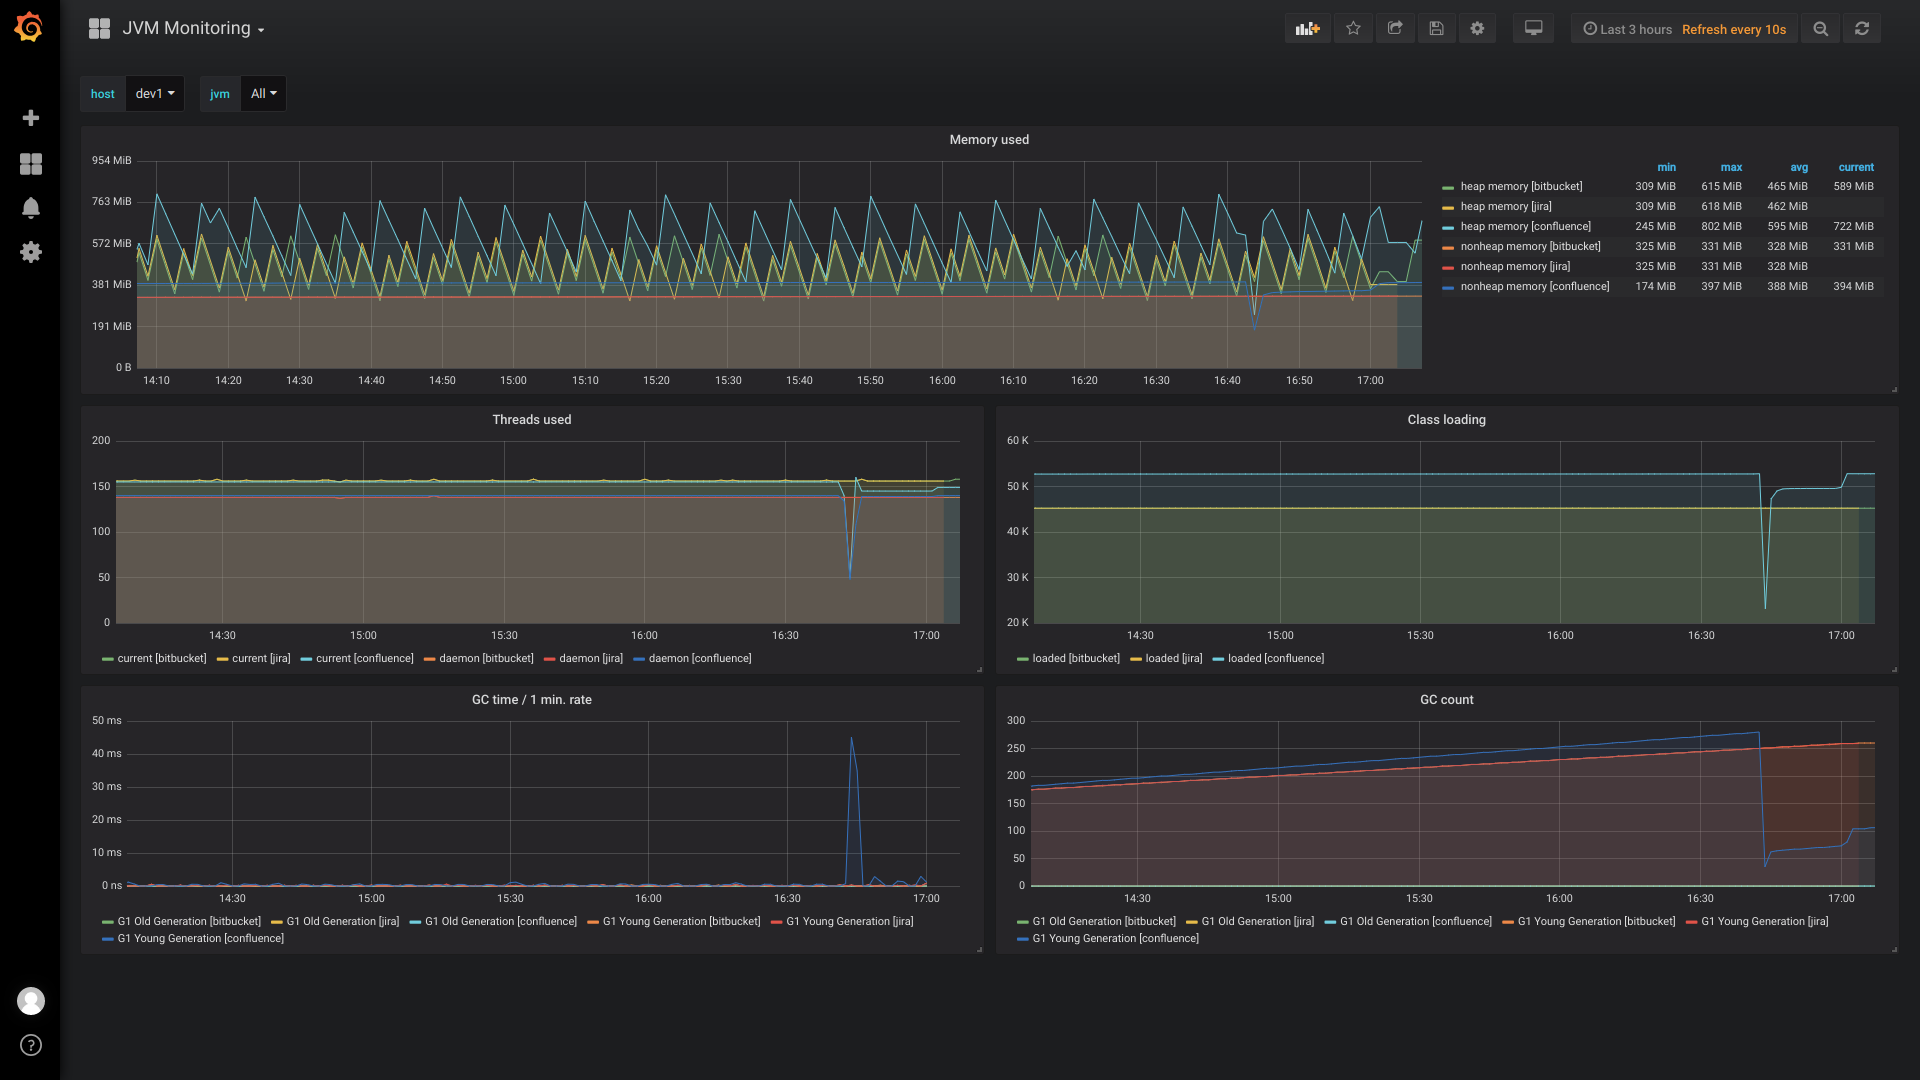 JVM Monitoring
Last 3 hours Refresh every 10s
host dev1 jvm All
Memory used
954 MiB
763 MiB
572 MiB
381 MiB
191 MiB
0 B
14:10 14:20 14:30 14:40 14:50 15:00 15:10 15:20 15:30 15:40 15:50 16:00 16:10 16:20 16:30 16:40 16:50 17:00
min max avg current
heap memory [bitbucket] 309 MiB 615 MiB 465 MiB 589 MiB
heap memory [jira] 309 MiB 618 MiB 462 MiB
heap memory [confluence] 245 MiB 802 MiB 595 MiB 722 MiB
nonheap memory [bitbucket] 325 MiB 331 MiB 328 MiB 331 MiB
nonheap memory [jira] 325 MiB 331 MiB 328 MiB
nonheap memory [confluence] 174 MiB 397 MiB 388 MiB 394 MiB
Threads used
200
150
100
50
0
14:30 15:00 15:30 16:00 16:30 17:00
current [bitbucket] current [jira] current [confluence] daemon [bitbucket] daemon [jira] daemon [confluence]
Class loading
60 K
50 K
40 K
30 K
20 K
14:30 15:00 15:30 16:00 16:30 17:00
loaded [bitbucket] loaded [jira] loaded [confluence]
GC time / 1 min. rate
50 ms
40 ms
30 ms
20 ms
10 ms
0 ns
14:30 15:00 15:30 16:00 16:30 17:00
G1 Old Generation [bitbucket] G1 Old Generation [jira] G1 Old Generation [confluence] G1 Young Generation [bitbucket] G1 Young Generation [jira]
G1 Young Generation [confluence]
GC count
300
250
200
150
100
50
0
14:30 15:00 15:30 16:00 16:30 17:00
G1 Old Generation [bitbucket] G1 Old Generation [jira] G1 Old Generation [confluence] G1 Young Generation [bitbucket] G1 Young Generation [jira]
G1 Young Generation [confluence]